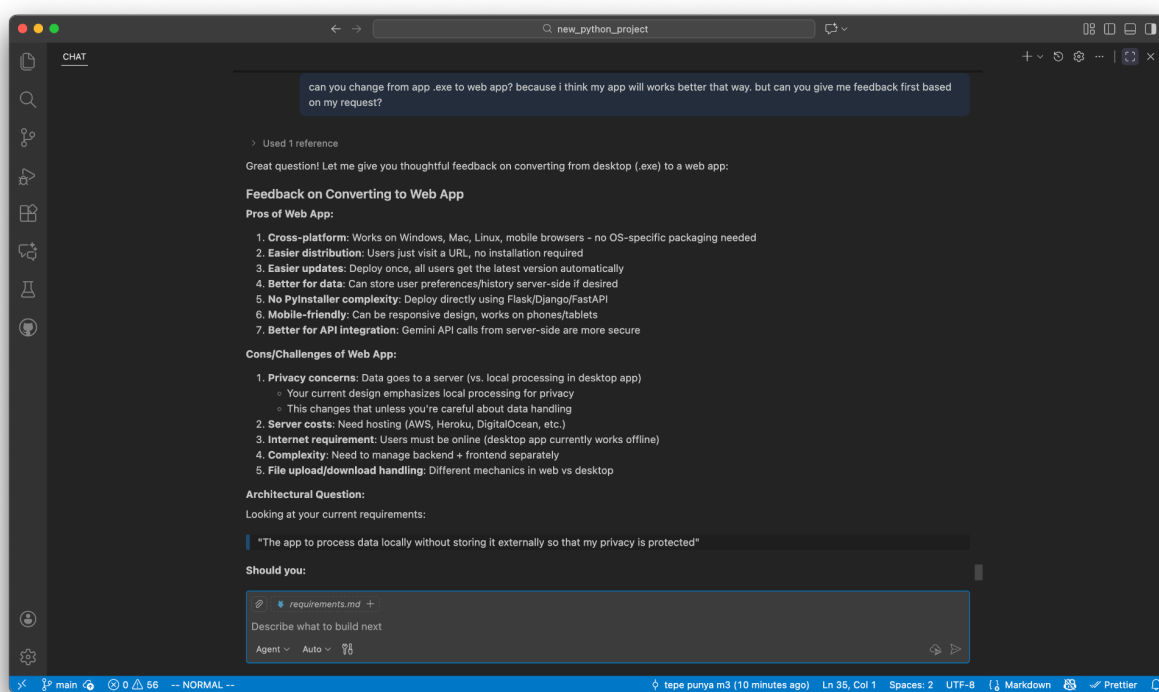 new_python_project
CHAT
can you change from app .exe to web app? because i think my app will works better that way. but can you give me feedback first based
on my request?
Used 1 reference
Great question! Let me give you thoughtful feedback on converting from desktop (.exe) to a web app:
Feedback on Converting to Web App
Pros of Web App:
1. Cross-platform: Works on Windows, Mac, Linux, mobile browsers - no OS-specific packaging needed
2. Easier distribution: Users just visit a URL, no installation required
3. Easier updates: Deploy once, all users get the latest version automatically
4. Better for data: Can store user preferences/history server-side if desired
5. No PyInstaller complexity: Deploy directly using Flask/Django/FastAPI
6. Mobile-friendly: Can be responsive design, works on phones/tablets
7. Better for API integration: Gemini API calls from server-side are more secure
Cons/Challenges of Web App:
1. Privacy concerns: Data goes to a server (vs. local processing in desktop app)
Your current design emphasizes local processing for privacy
This changes that unless you're careful about data handling
2. Server costs: Need hosting (AWS, Heroku, DigitalOcean, etc.)
3. Internet requirement: Users must be online (desktop app currently works offline)
4. Complexity: Need to manage backend + frontend separately
5. File upload/download handling: Different mechanics in web vs desktop
Architectural Question:
Looking at your current requirements:
"The app to process data locally without storing it externally so that my privacy is protected"
Should you:
requirements.md +
Describe what to build next
Agent Auto
main 0 56 -- NORMAL -- tepe punya m3 (10 minutes ago) Ln 35, Col 1 Spaces: 2 UTF-8 Markdown Prettier